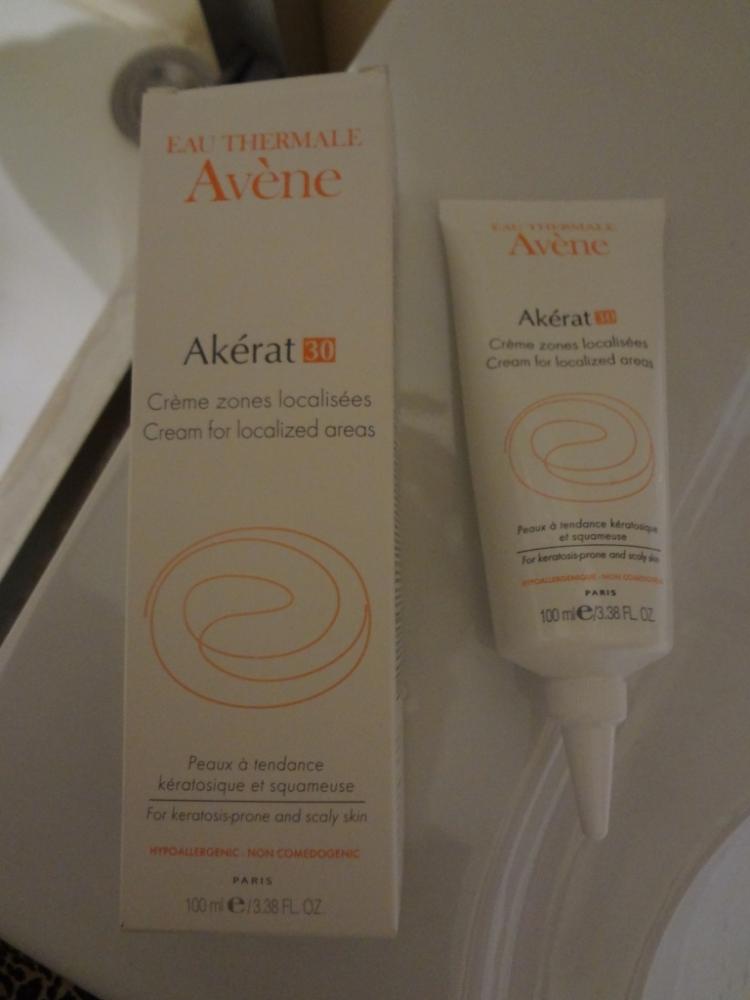 EAU THERMALE
Avène
Akérat 30
Crème zones localisées
Cream for localized areas
Peaux à tendance
kératosique et squameuse
For keratosis-prone and scaly skin
HYPOALLERGENIC - NON COMEDOGENIC
PARIS
100 ml e/3.38 FL. OZ.
EAU THERMALE
Avène
Akérat 30
Crème zones localisées
Cream for localized areas
Peaux à tendance kératosique
et squameuse
For keratosis-prone and scaly skin
HYPOALLERGENIQUE - NON
PARIS
100 ml e/3.38 FL. OZ.